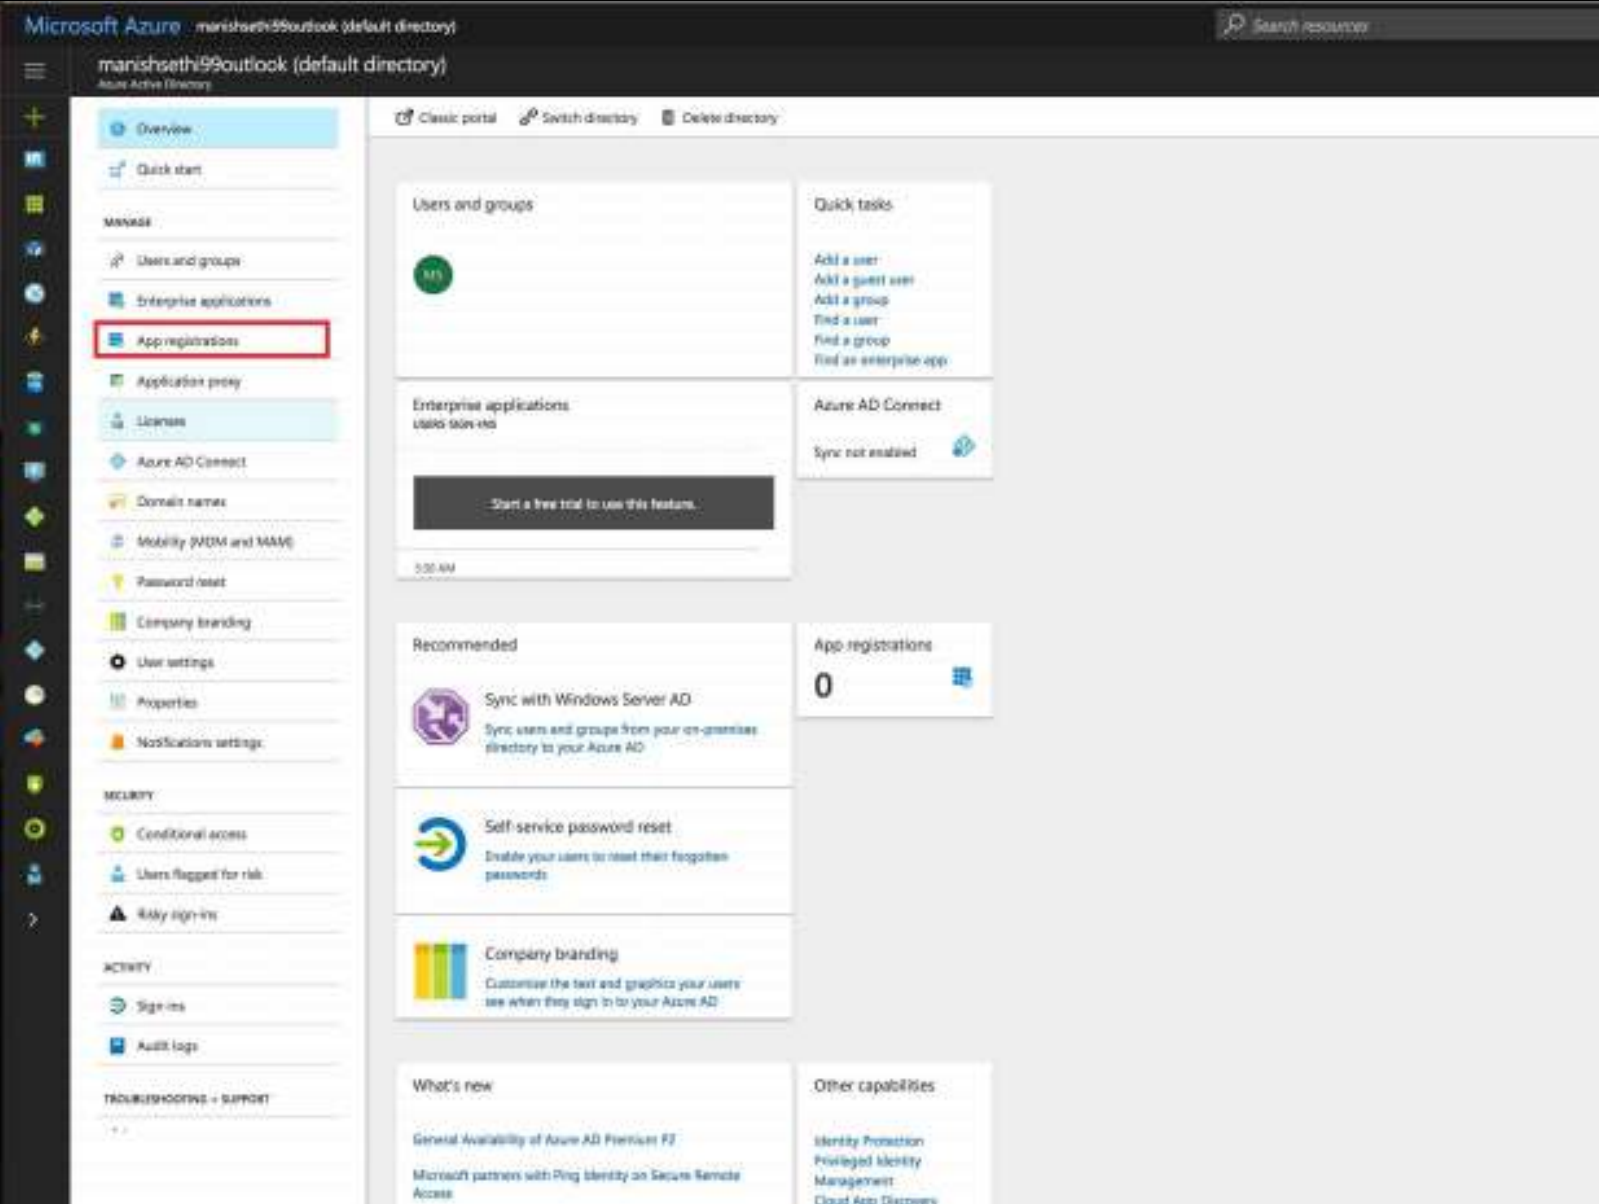 Microsoft Azure manishsethi99outlook (default directory)
Search resources
manishsethi99outlook (default directory)
Azure Active Directory
Overview
Quick start
MANAGE
Users and groups
Enterprise applications
App registrations
Application proxy
Licenses
Azure AD Connect
Domain names
Mobility (MDM and MAM)
Password reset
Company branding
User settings
Properties
Notifications settings
SECURITY
Conditional access
Users flagged for risk
Risky sign-ins
ACTIVITY
Sign-ins
Audit logs
TROUBLESHOOTING + SUPPORT
Classic portal Switch directory Delete directory
Users and groups
MS
Quick tasks
Add a user
Add a guest user
Add a group
Find a user
Find a group
Find an enterprise app
Enterprise applications
USERS SIGN-INS
Start a free trial to use this feature.
5:30 AM
Azure AD Connect
Sync not enabled
Recommended
Sync with Windows Server AD
Sync users and groups from your on-premises
directory to your Azure AD
Self-service password reset
Enable your users to reset their forgotten
passwords
Company branding
Customize the text and graphics your users
see when they sign in to your Azure AD
App registrations
0
What's new
General Availability of Azure AD Premium P2
Microsoft partners with Ping Identity on Secure Remote
Access
Other capabilities
Identity Protection
Privileged Identity
Management
Cloud App Discovery